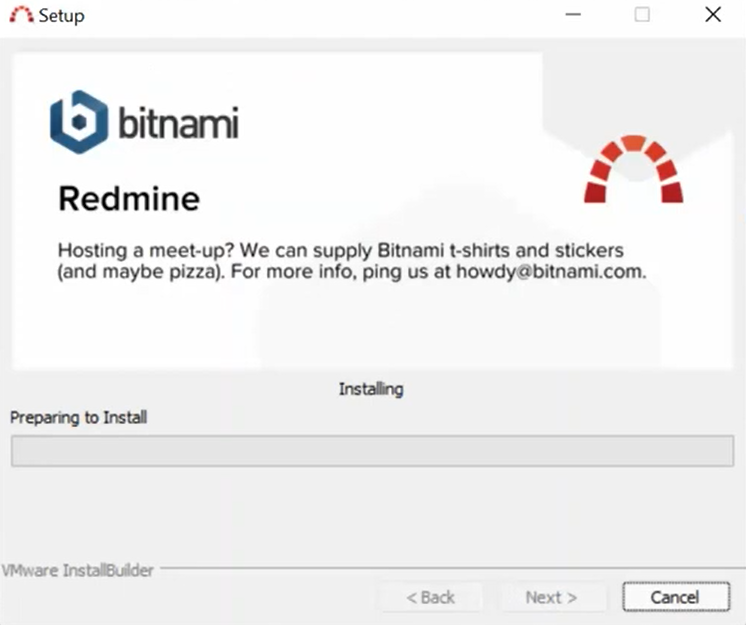 Setup
bitnami
Redmine
Hosting a meet-up? We can supply Bitnami t-shirts and stickers
(and maybe pizza). For more info, ping us at howdy@bitnami.com.
Installing
Preparing to Install
VMware InstallBuilder
< Back
Next >
Cancel